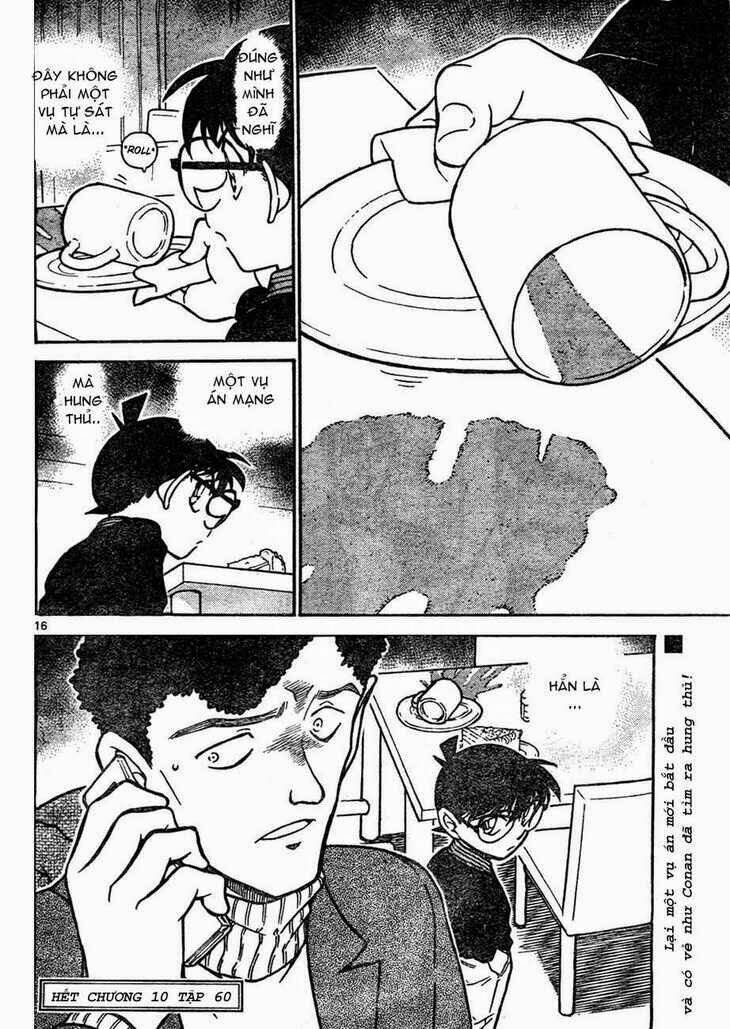 ĐÚNG
NHƯ
MÌNH
ĐÃ
NGHĨ
ĐÂY KHÔNG
PHẢI MỘT
VỤ TỰ SÁT
MÀ LÀ...
*ROLL*
MỘT VỤ
ÁN MẠNG
MÀ
HUNG
THỦ..
16
HẲN LÀ
...
Lại một vụ án mới bắt đầu
và có vẻ như Conan đã tìm ra hung thủ!
HẾT CHƯƠNG 10 TẬP 60